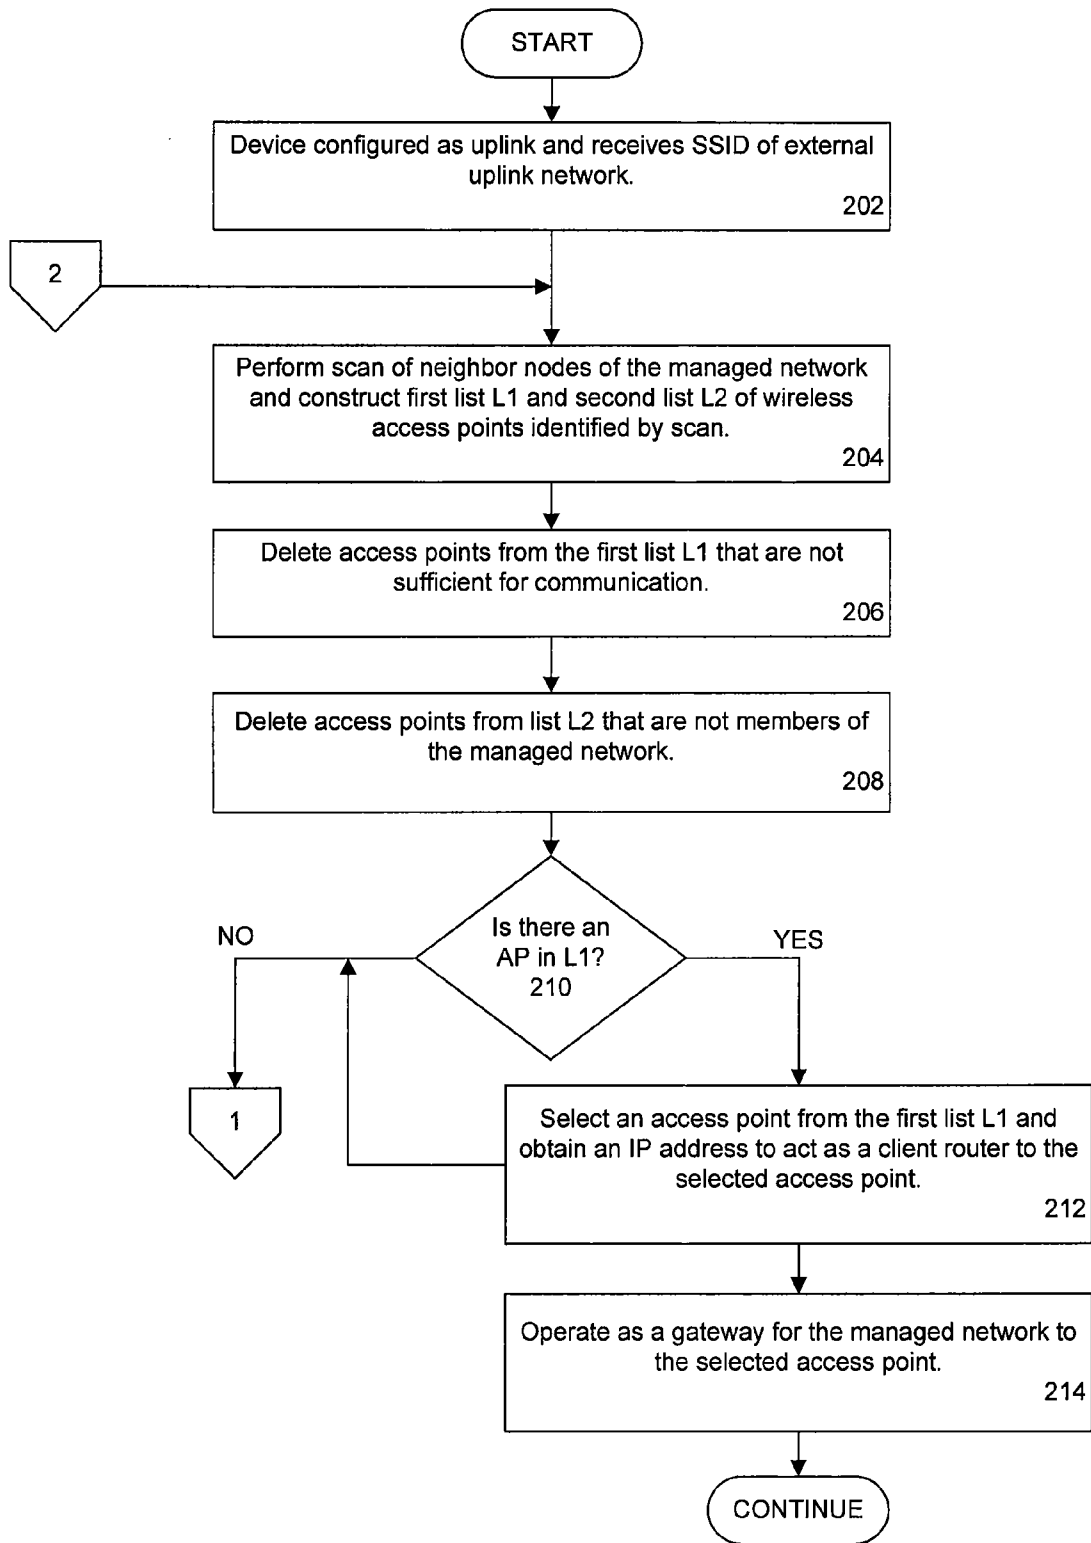 START
Device configured as uplink and receives SSID of external
uplink network.
202
2
Perform scan of neighbor nodes of the managed network
and construct first list L1 and second list L2 of wireless
access points identified by scan.
204
Delete access points from the first list L1 that are not
sufficient for communication.
206
Delete access points from list L2 that are not members of
the managed network.
208
Is there an
AP in L1?
210
NO
YES
1
Select an access point from the first list L1 and
obtain an IP address to act as a client router to the
selected access point.
212
Operate as a gateway for the managed network to
the selected access point.
214
CONTINUE